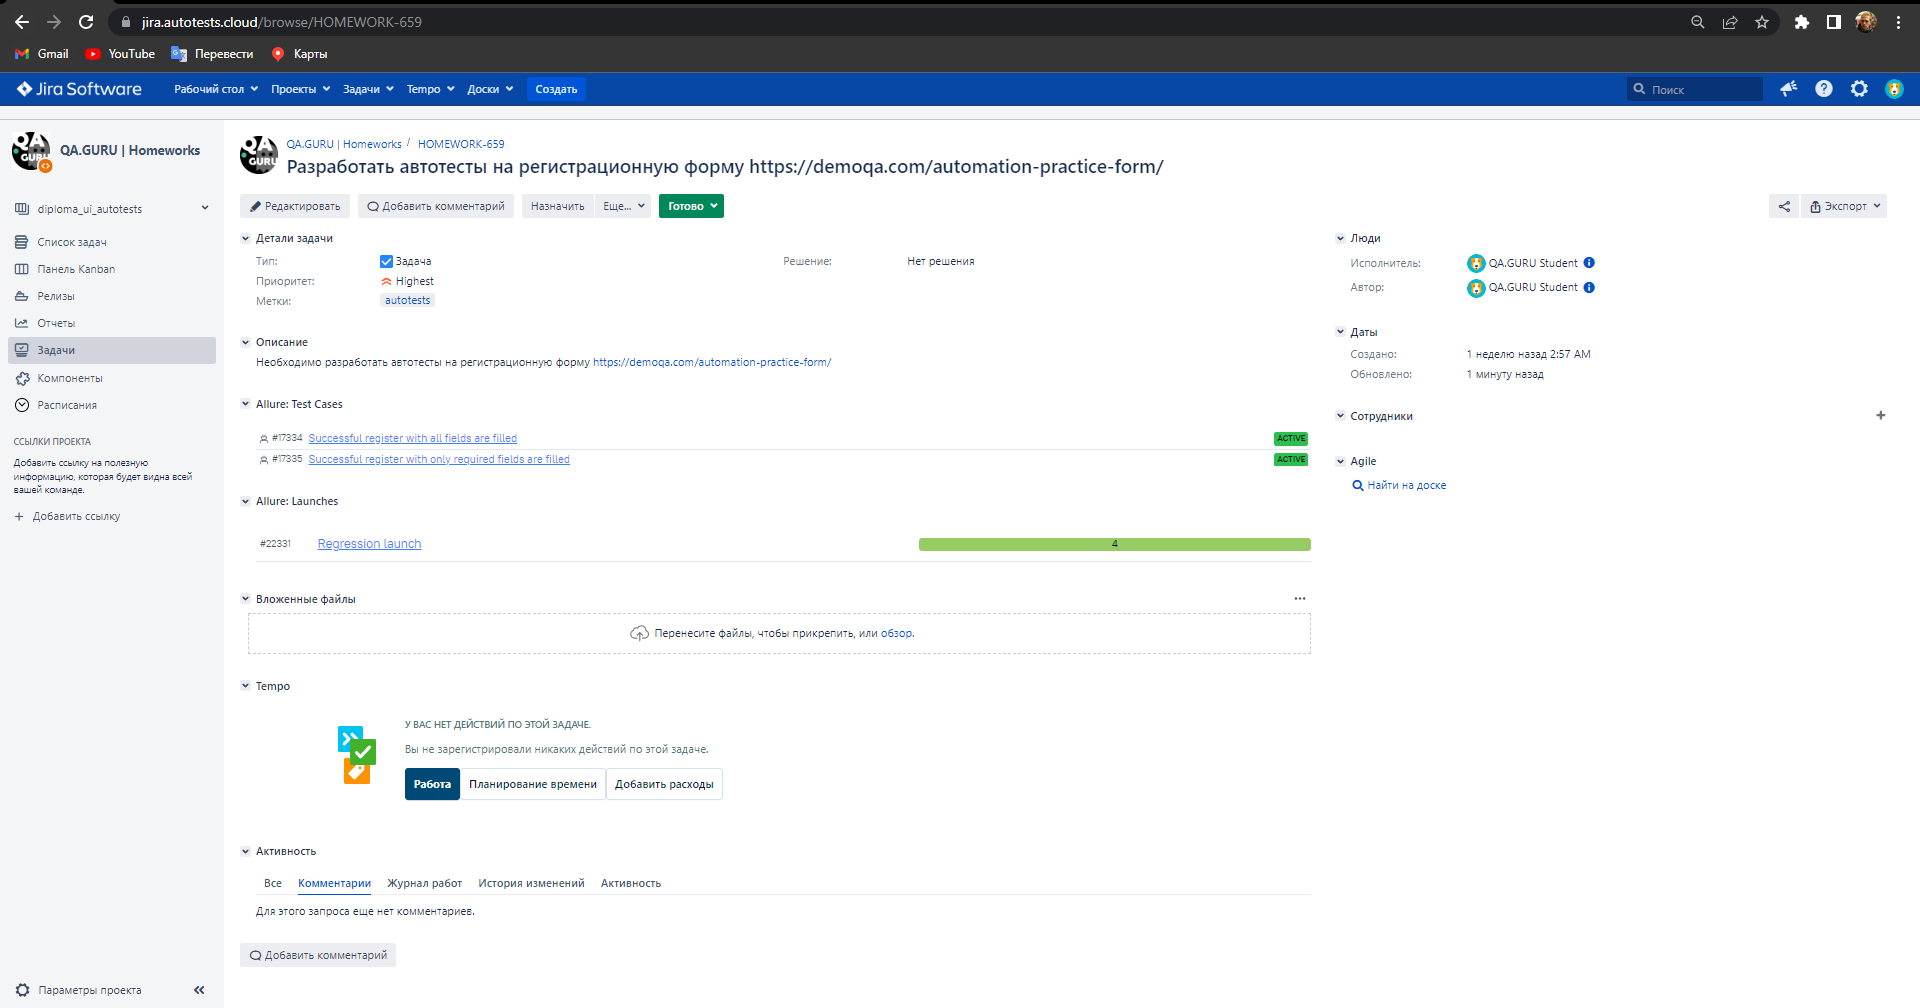 jira.autotests.cloud/browse/HOMEWORK-659
Gmail YouTube Перевести Карты
Jira Software Рабочий стол Проекты Задачи Tempo Доски Создать Поиск
QA.GURU | Homeworks
diploma_ui_autotests
Список задач
Панель Kanban
Релизы
Отчеты
Задачи
Компоненты
Расписания
ССЫЛКИ ПРОЕКТА
Добавить ссылку на полезную
информацию, которая будет видна всей
вашей команде.
+ Добавить ссылку
Параметры проекта
QA.GURU | Homeworks / HOMEWORK-659
Разработать автотесты на регистрационную форму https://demoqa.com/automation-practice-form/
Редактировать Добавить комментарий Назначить Еще... Готово Экспорт
Детали задачи
Тип: Задача Решение: Нет решения
Приоритет: Highest
Метки: autotests
Описание
Необходимо разработать автотесты на регистрационную форму https://demoqa.com/automation-practice-form/
Allure: Test Cases
#17334 Successful register with all fields are filled ACTIVE
#17335 Successful register with only required fields are filled ACTIVE
Allure: Launches
#22331 Regression launch 4
Вложенные файлы
Перенесите файлы, чтобы прикрепить, или обзор.
Tempo
У ВАС НЕТ ДЕЙСТВИЙ ПО ЭТОЙ ЗАДАЧЕ.
Вы не зарегистрировали никаких действий по этой задаче.
Работа Планирование времени Добавить расходы
Активность
Все Комментарии Журнал работ История изменений Активность
Для этого запроса еще нет комментариев.
Добавить комментарий
Люди
Исполнитель: QA.GURU Student
Автор: QA.GURU Student
Даты
Создано: 1 неделю назад 2:57 AM
Обновлено: 1 минуту назад
Сотрудники
Agile
Найти на доске